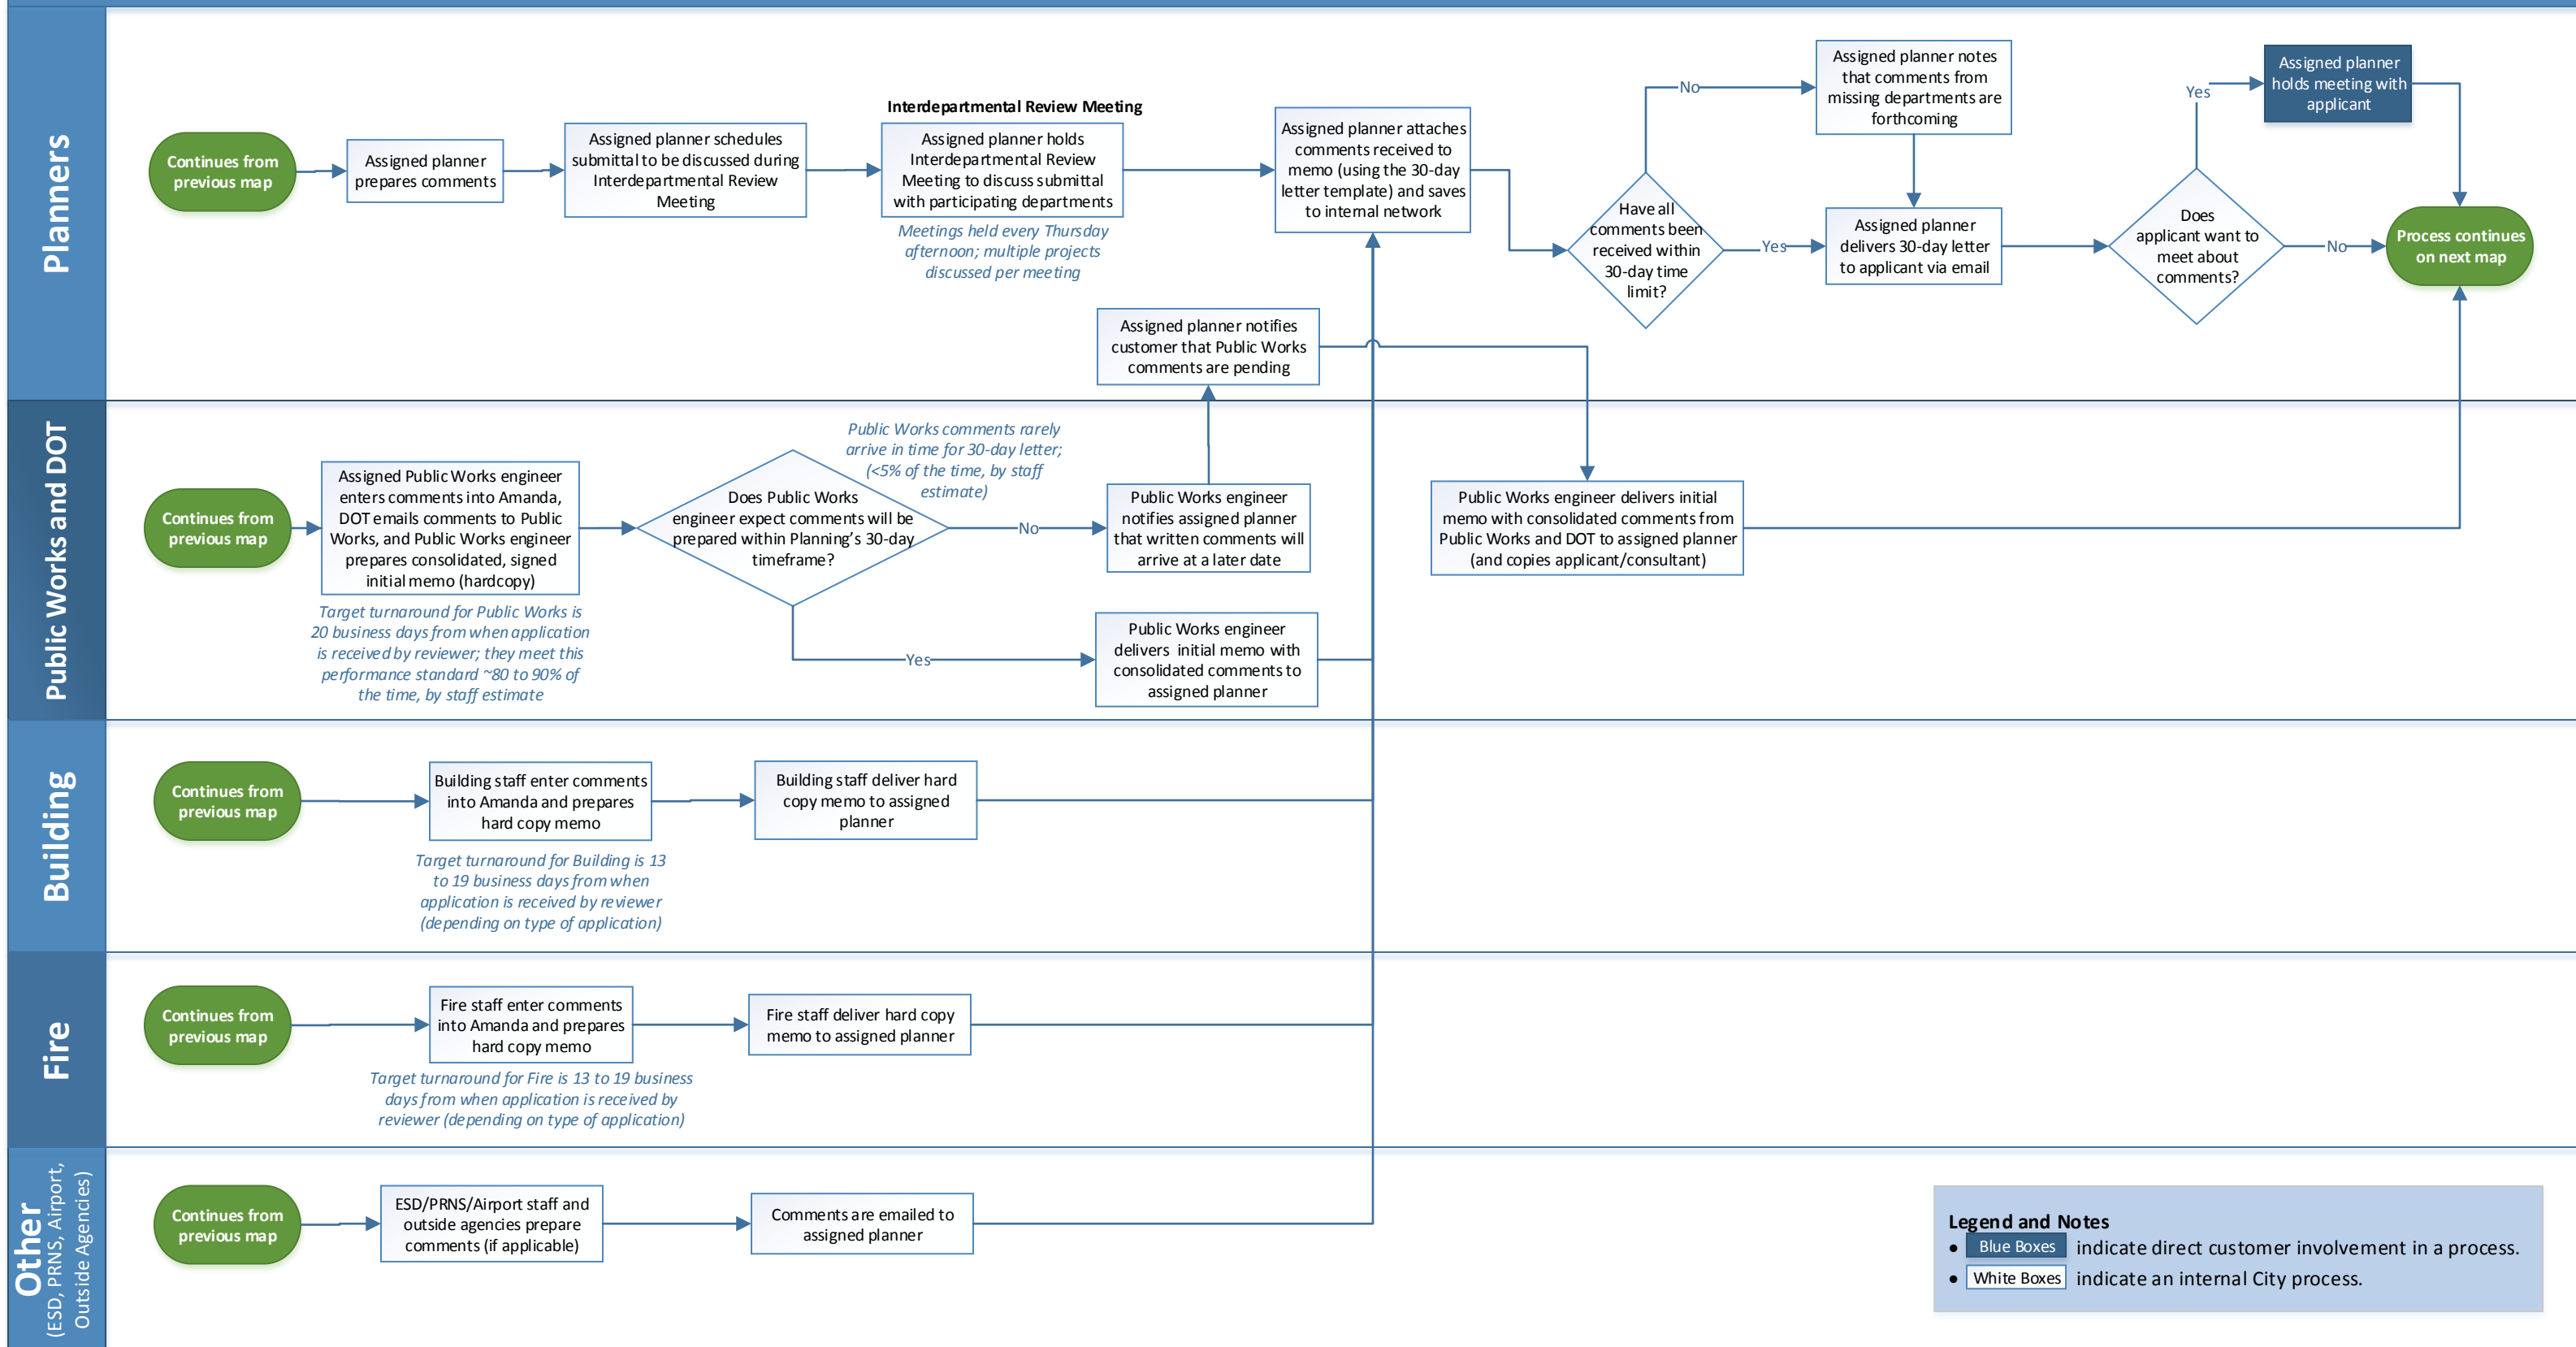 Planners
Continues from
previous map
Assigned planner
prepares comments
Assigned planner schedules
submittal to be discussed during
Interdepartmental Review
Meeting
Interdepartmental Review Meeting
Assigned planner holds
Interdepartmental Review
Meeting to discuss submittal
with participating departments
Meetings held every Thursday
afternoon; multiple projects
discussed per meeting
Assigned planner attaches
comments received to
memo (using the 30-day
letter template) and saves
to internal network
Have all
comments been
received within
30-day time
limit?
No
Assigned planner notes
that comments from
missing departments are
forthcoming
Yes
Assigned planner
delivers 30-day letter
to applicant via email
Does
applicant want to
meet about
comments?
Yes
Assigned planner
holds meeting with
applicant
No
Process continues
on next map
Assigned planner notifies
customer that Public Works
comments are pending
Public Works and DOT
Continues from
previous map
Assigned Public Works engineer
enters comments into Amanda,
DOT emails comments to Public
Works, and Public Works engineer
prepares consolidated, signed
initial memo (hardcopy)
Target turnaround for Public Works is
20 business days from when application
is received by reviewer; they meet this
performance standard ~80 to 90% of
the time, by staff estimate
Does Public Works
engineer expect comments will be
prepared within Planning's 30-day
timeframe?
Public Works comments rarely
arrive in time for 30-day letter;
(<5% of the time, by staff
estimate)
No
Public Works engineer
notifies assigned planner
that written comments will
arrive at a later date
Yes
Public Works engineer
delivers initial memo with
consolidated comments to
assigned planner
Public Works engineer delivers initial
memo with consolidated comments from
Public Works and DOT to assigned planner
(and copies applicant/consultant)
Building
Continues from
previous map
Building staff enter comments
into Amanda and prepares
hard copy memo
Target turnaround for Building is 13
to 19 business days from when
application is received by reviewer
(depending on type of application)
Building staff deliver hard
copy memo to assigned
planner
Fire
Continues from
previous map
Fire staff enter comments
into Amanda and prepares
hard copy memo
Target turnaround for Fire is 13 to 19 business
days from when application is received by
reviewer (depending on type of application)
Fire staff deliver hard copy
memo to assigned planner
Other
(ESD, PRNS, Airport,
Outside Agencies)
Continues from
previous map
ESD/PRNS/Airport staff and
outside agencies prepare
comments (if applicable)
Comments are emailed to
assigned planner
Legend and Notes
• Blue Boxes indicate direct customer involvement in a process.
• White Boxes indicate an internal City process.